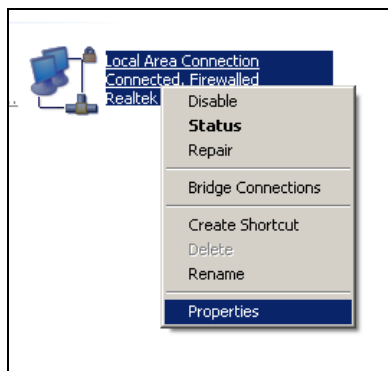 Local Area Connection
Connected, Firewalled
Realtek
Disable
Status
Repair
Bridge Connections
Create Shortcut
Delete
Rename
Properties